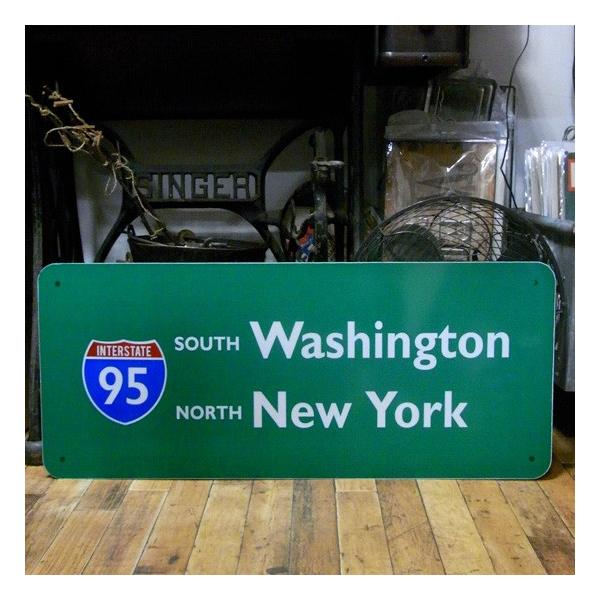 SINGER
INTERSTATE
95
SOUTH Washington
NORTH New York